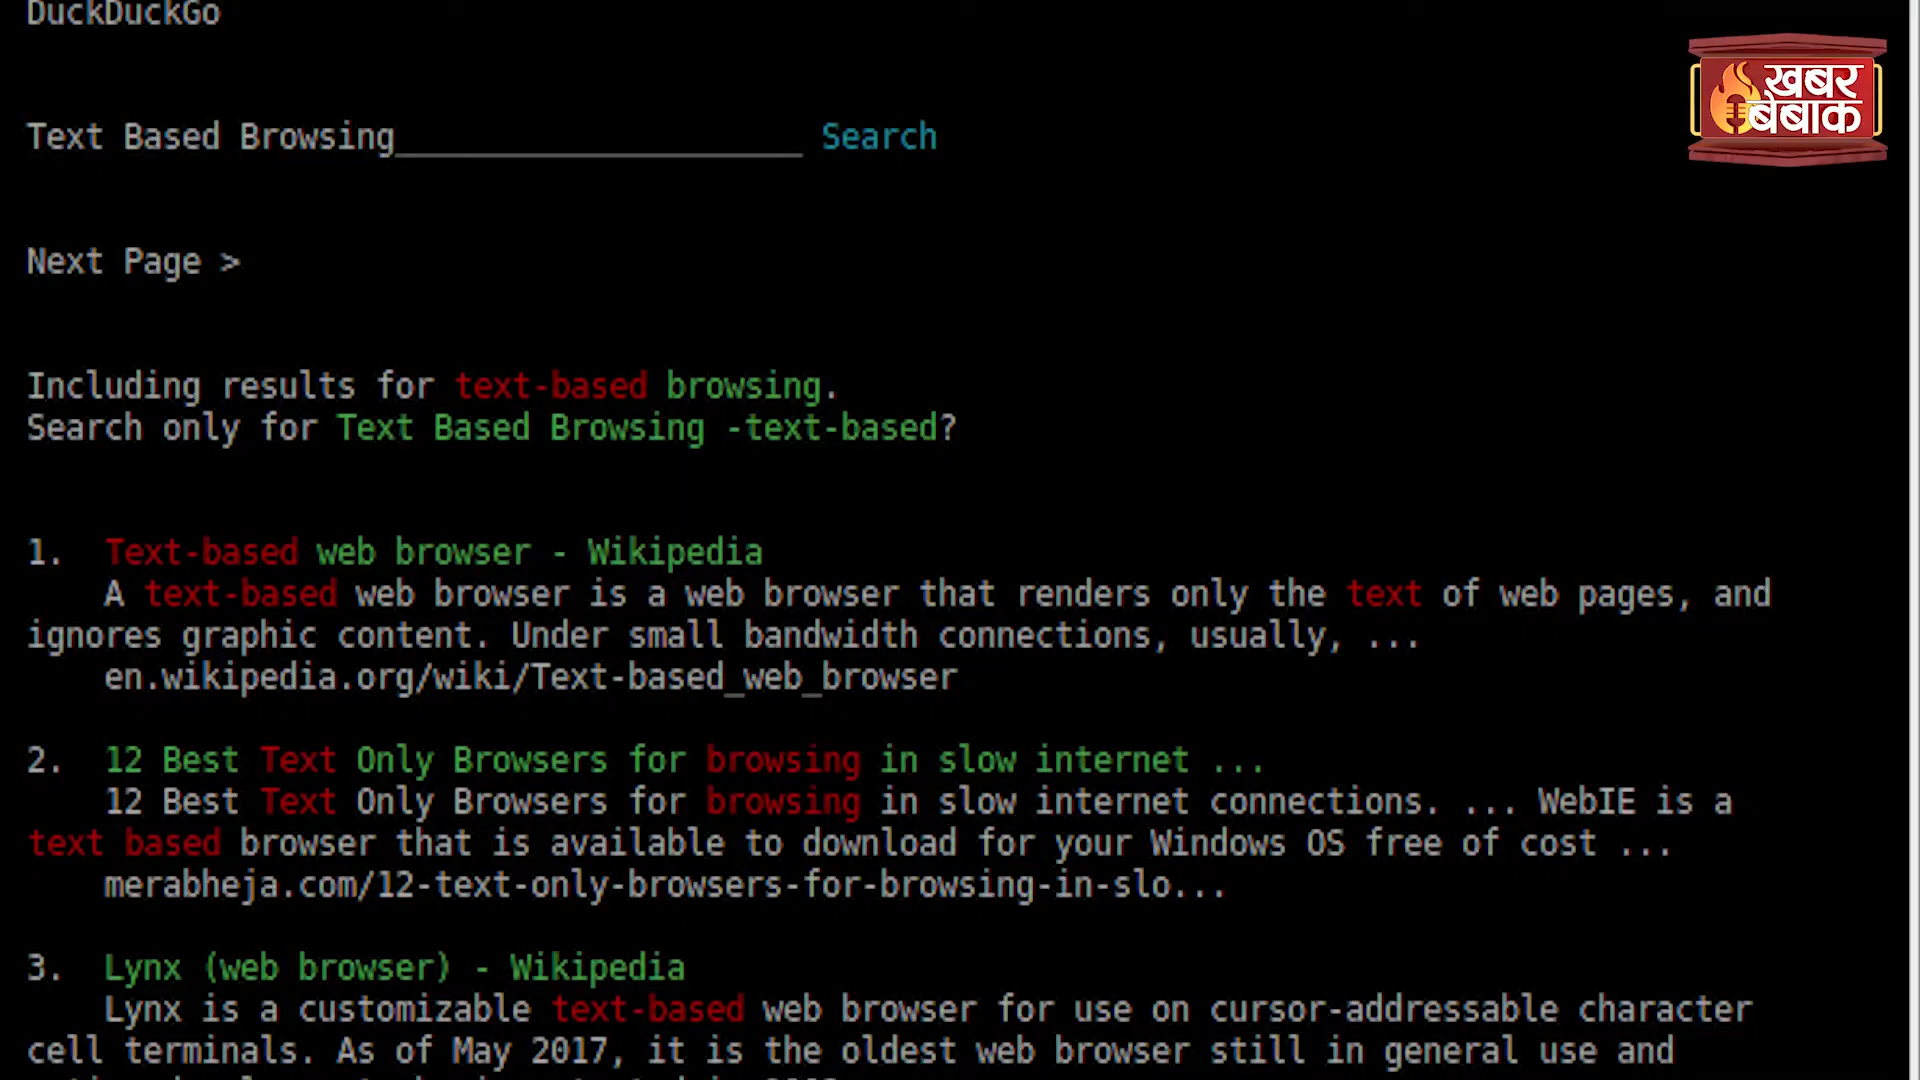 DuckDuckGo
खबर
बेबाक
Text Based Browsing Search
Next Page >
Including results for text-based browsing.
Search only for Text Based Browsing -text-based?
1. Text-based web browser - Wikipedia
A text-based web browser is a web browser that renders only the text of web pages, and
ignores graphic content. Under small bandwidth connections, usually, ...
en.wikipedia.org/wiki/Text-based_web_browser
2. 12 Best Text Only Browsers for browsing in slow internet ...
12 Best Text Only Browsers for browsing in slow internet connections. ... WebIE is a
text based browser that is available to download for your Windows OS free of cost ...
merabheja.com/12-text-only-browsers-for-browsing-in-slo...
3. Lynx (web browser) - Wikipedia
Lynx is a customizable text-based web browser for use on cursor-addressable character
cell terminals. As of May 2017, it is the oldest web browser still in general use and